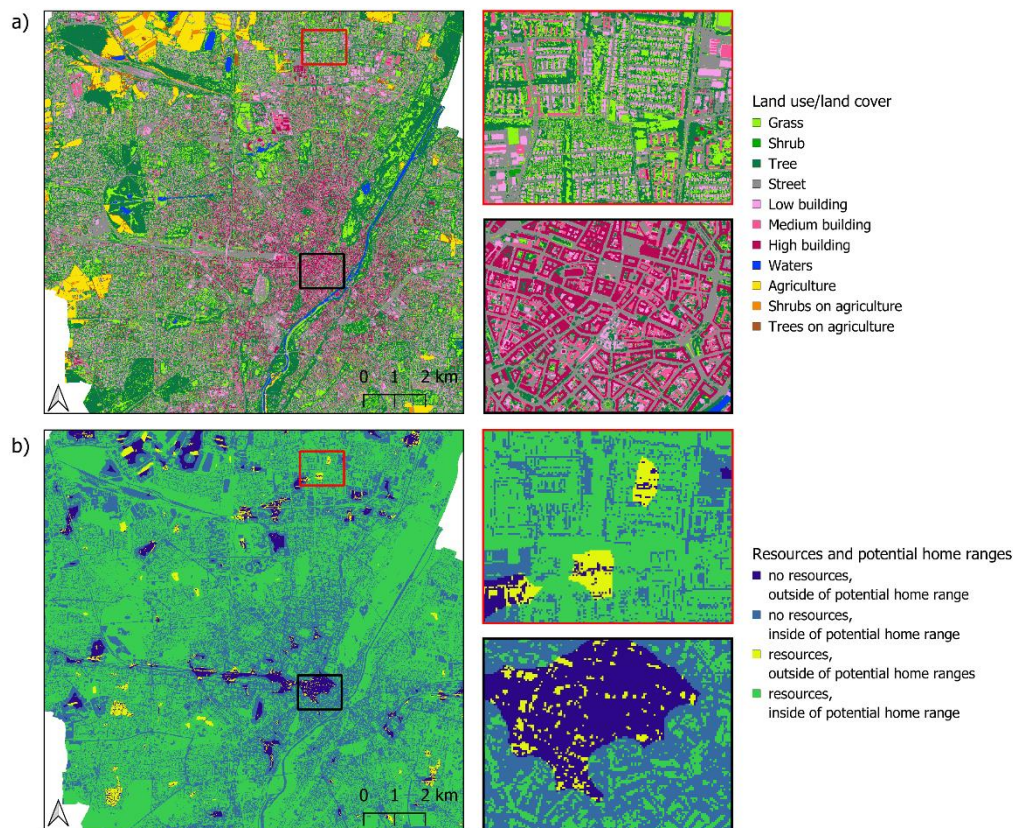 a)
0 1 2 km
Land use/land cover
Grass
Shrub
Tree
Street
Low building
Medium building
High building
Waters
Agriculture
Shrubs on agriculture
Trees on agriculture
b)
0 1 2 km
Resources and potential home ranges
no resources,
outside of potential home range
no resources,
inside of potential home range
resources,
outside of potential home ranges
resources,
inside of potential home range